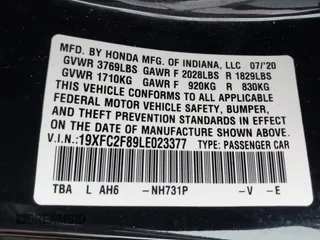 MFD. BY HONDA MFG. OF INDIANA, LLC 07/'20
GVWR 3769LBS GAWR F 2028LBS R 1829LBS
GVWR 1710KG GAWR F 920KG R 830KG
THIS VEHICLE CONFORMS TO ALL APPLICABLE
FEDERAL MOTOR VEHICLE SAFETY, BUMPER,
AND THEFT PREVENTION STANDARDS IN EFFECT
ON THE DATE OF MANUFACTURE SHOWN ABOVE.
V.I.N.:19XFC2F89LE023377 TYPE: PASSENGER CAR
TBA L AH6 -NH731P -V -E